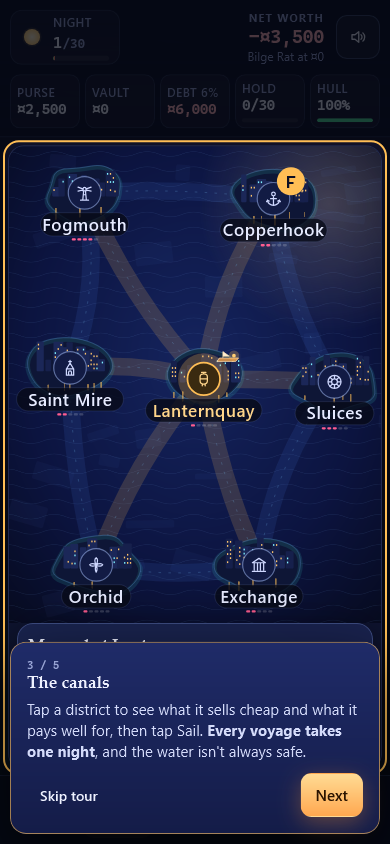 NIGHT
1/30
NET WORTH
−¤3,500
Bilge Rat at ¤0
PURSE
¤2,500
VAULT
¤0
DEBT 6%
¤6,000
HOLD
0/30
HULL
100%
F
Fogmouth
Copperhook
Saint Mire
Lanternquay
Sluices
Orchid
Exchange
3 / 5
The canals
Tap a district to see what it sells cheap and what it
pays well for, then tap Sail. Every voyage takes
one night, and the water isn't always safe.
Skip tour
Next